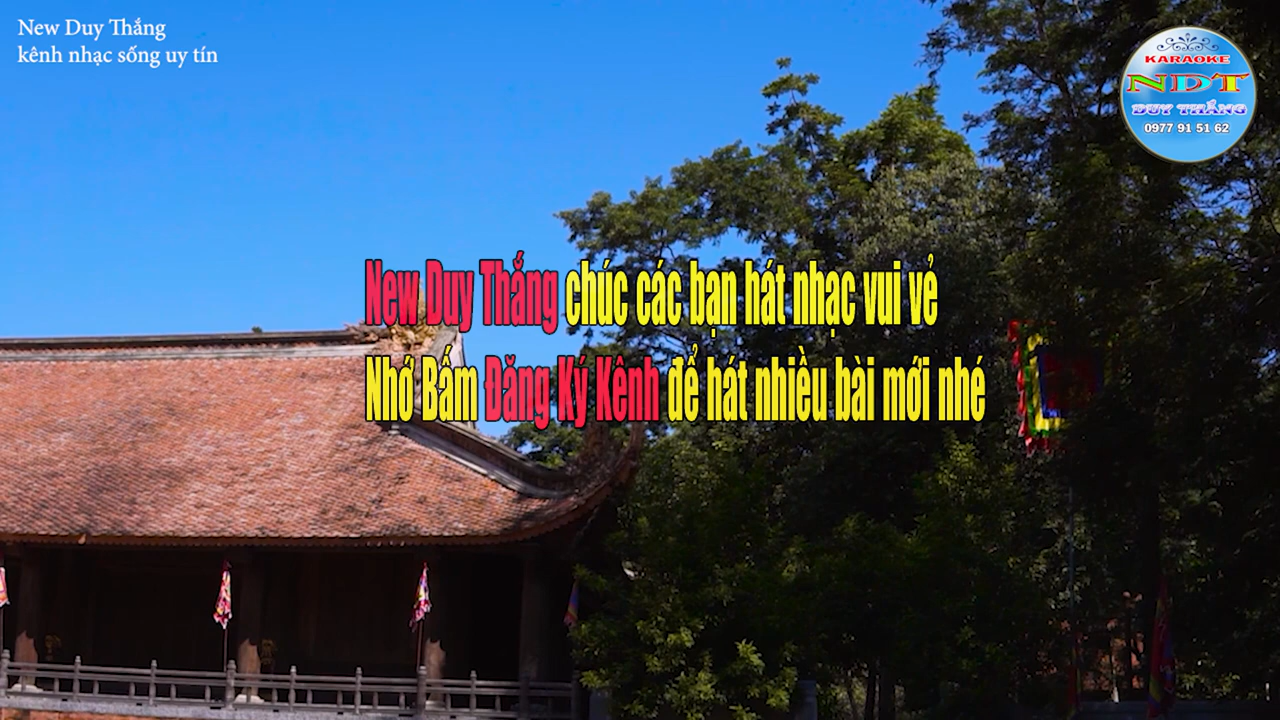 New Duy Thắng
kênh nhạc sống uy tín
KARAOKE
NDT
DUY THẮNG
0977 91 51 62
New Duy Thắng chúc các bạn hát nhạc vui vẻ
Nhớ Bấm Đăng Ký Kênh để hát nhiều bài mới nhé